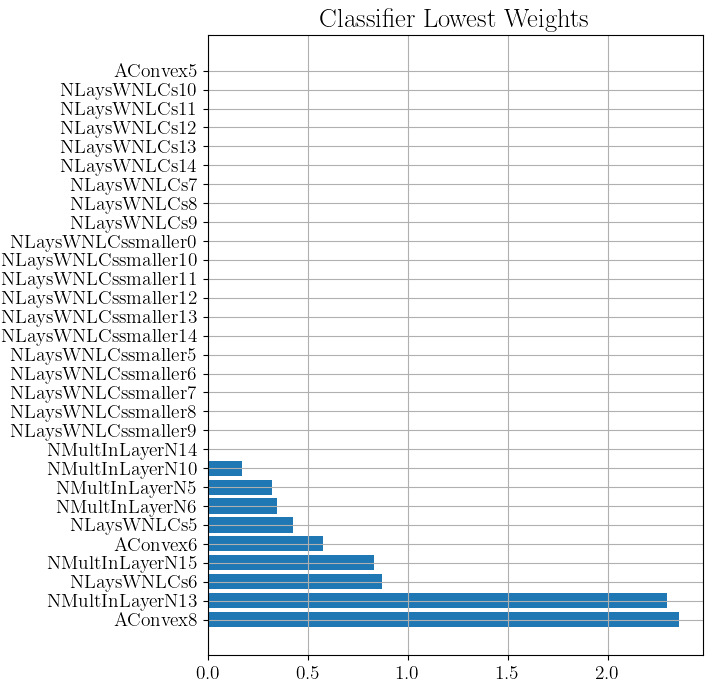 Classifier Lowest Weights
AConvex5
NLaysWNLCs10
NLaysWNLCs11
NLaysWNLCs12
NLaysWNLCs13
NLaysWNLCs14
NLaysWNLCs7
NLaysWNLCs8
NLaysWNLCs9
NLaysWNLCssmaller0
NLaysWNLCssmaller10
NLaysWNLCssmaller11
NLaysWNLCssmaller12
NLaysWNLCssmaller13
NLaysWNLCssmaller14
NLaysWNLCssmaller5
NLaysWNLCssmaller6
NLaysWNLCssmaller7
NLaysWNLCssmaller8
NLaysWNLCssmaller9
NMultInLayerN14
NMultInLayerN10
NMultInLayerN5
NMultInLayerN6
NLaysWNLCs5
AConvex6
NMultInLayerN15
NLaysWNLCs6
NMultInLayerN13
AConvex8
0.0 0.5 1.0 1.5 2.0